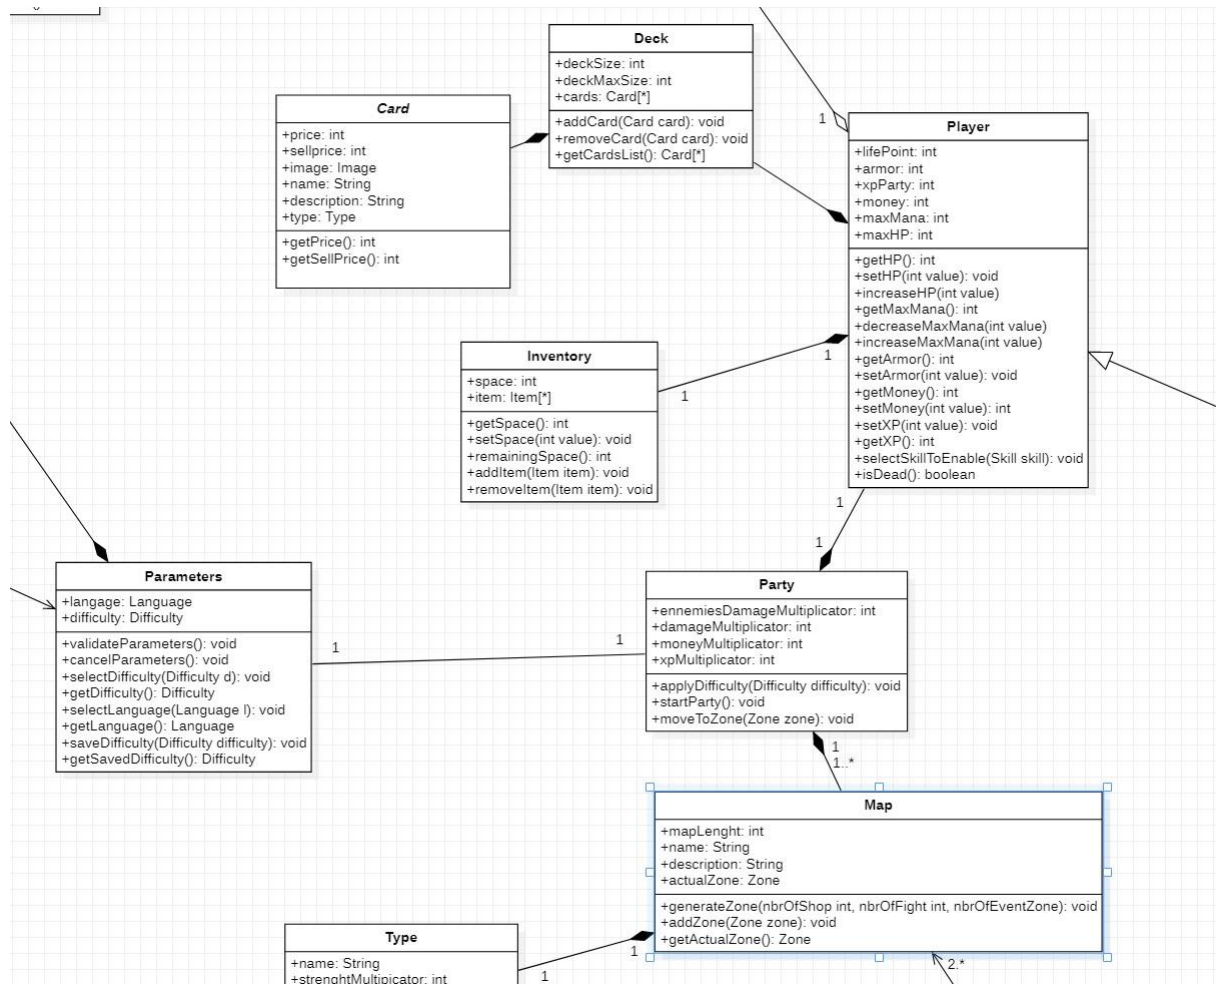 Deck
+deckSize: int
+deckMaxSize: int
+cards: Card[*]
+addCard(Card card): void
+removeCard(Card card): void
+getCardsList(): Card[*]
Card
+price: int
+sellprice: int
+image: Image
+name: String
+description: String
+type: Type
+getPrice(): int
+getSellPrice(): int
1
Player
+lifePoint: int
+armor: int
+xpParty: int
+money: int
+maxMana: int
+maxHP: int
+getHP(): int
+setHP(int value): void
+increaseHP(int value)
+getMaxMana(): int
+decreaseMaxMana(int value)
+increaseMaxMana(int value)
+getArmor(): int
+setArmor(int value): void
+getMoney(): int
+setMoney(int value): int
+setXP(int value): void
+getXP(): int
+selectSkillToEnable(Skill skill): void
+isDead(): boolean
Inventory
+space: int
+item: Item[*]
+getSpace(): int
+setSpace(int value): void
+remainingSpace(): int
+addItem(Item item): void
+removeItem(Item item): void
1
1
1
1
Parameters
+langage: Language
+difficulty: Difficulty
+validateParameters(): void
+cancelParameters(): void
+selectDifficulty(Difficulty d): void
+getDifficulty(): Difficulty
+selectLanguage(Language l): void
+getLanguage(): Language
+saveDifficulty(Difficulty difficulty): void
+getSavedDifficulty(): Difficulty
1
1
Party
+ennemiesDamageMultiplicator: int
+damageMultiplicator: int
+moneyMultiplicator: int
+xpMultiplicator: int
+applyDifficulty(Difficulty difficulty): void
+startParty(): void
+moveToZone(Zone zone): void
1
1..*
Map
+mapLenght: int
+name: String
+description: String
+actualZone: Zone
+generateZone(nbrOfShop int, nbrOfFight int, nbrOfEventZone): void
+addZone(Zone zone): void
+getActualZone(): Zone
Type
+name: String
+strenghtMultipicator: int
1
1
2.*